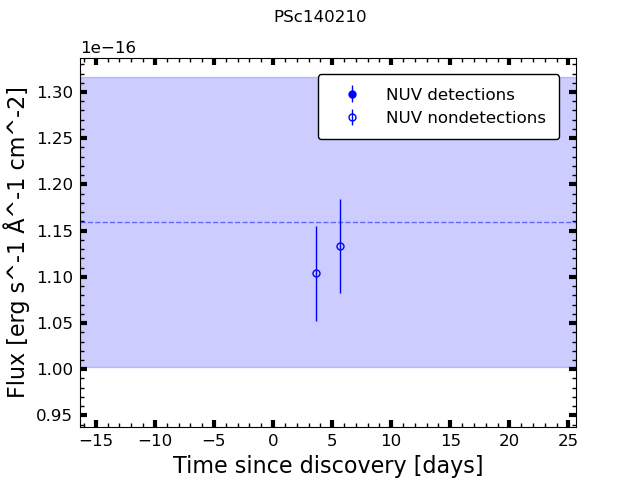 PSc140210
1e−16
NUV detections
NUV nondetections
1.30
1.25
1.20
1.15
1.10
1.05
1.00
0.95
Flux [erg s^-1 Å^-1 cm^-2]
−15 −10 −5 0 5 10 15 20 25
Time since discovery [days]